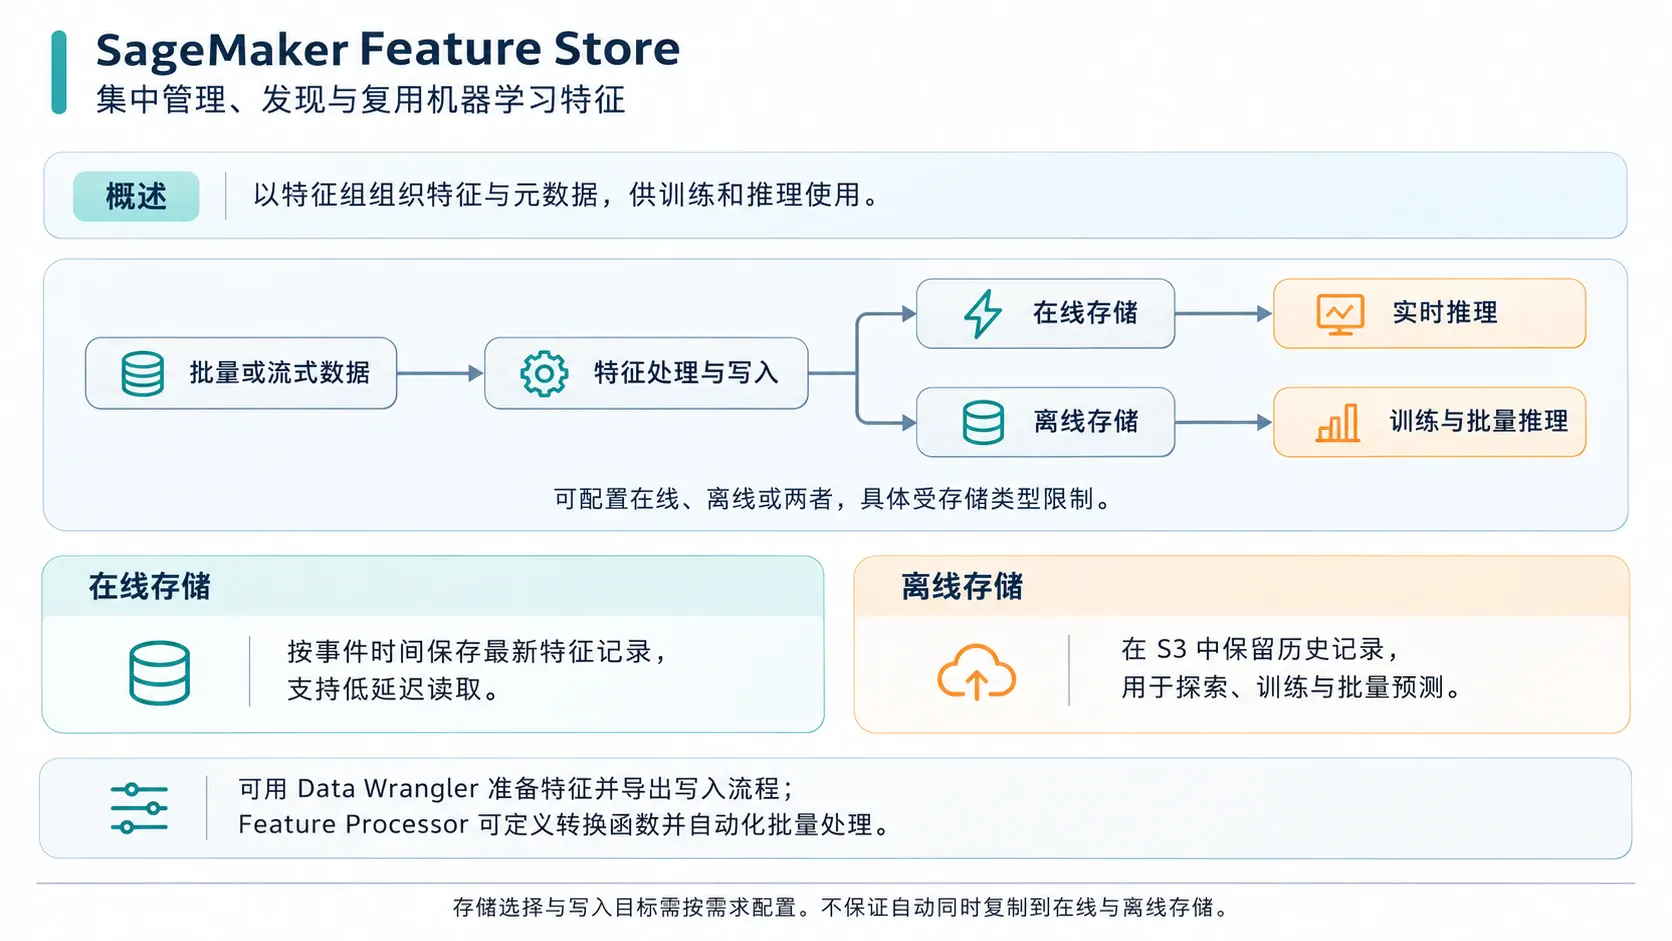 SageMaker Feature Store
集中管理、发现与复用机器学习特征
概述
以特征组组织特征与元数据，供训练和推理使用。
批量或流式数据
特征处理与写入
在线存储
实时推理
离线存储
训练与批量推理
可配置在线、离线或两者，具体受存储类型限制。
在线存储
按事件时间保存最新特征记录，
支持低延迟读取。
离线存储
在 S3 中保留历史记录，
用于探索、训练与批量预测。
可用 Data Wrangler 准备特征并导出写入流程；
Feature Processor 可定义转换函数并自动化批量处理。
存储选择与写入目标需按需求配置。不保证自动同时复制到在线与离线存储。